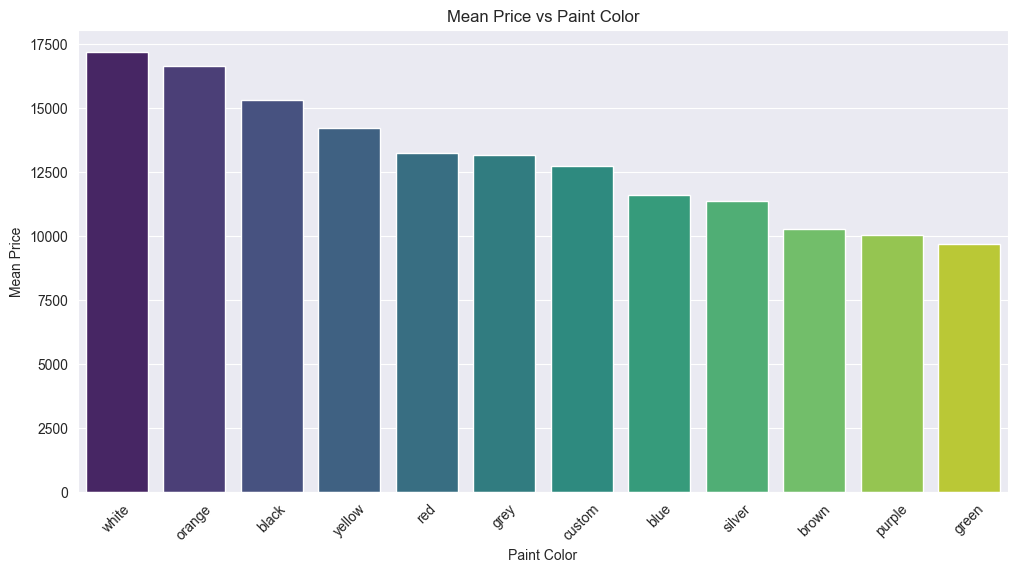 Mean Price vs Paint Color
Mean Price
17500
15000
12500
10000
7500
5000
2500
0
white
orange
black
yellow
red
grey
custom
blue
silver
brown
purple
green
Paint Color